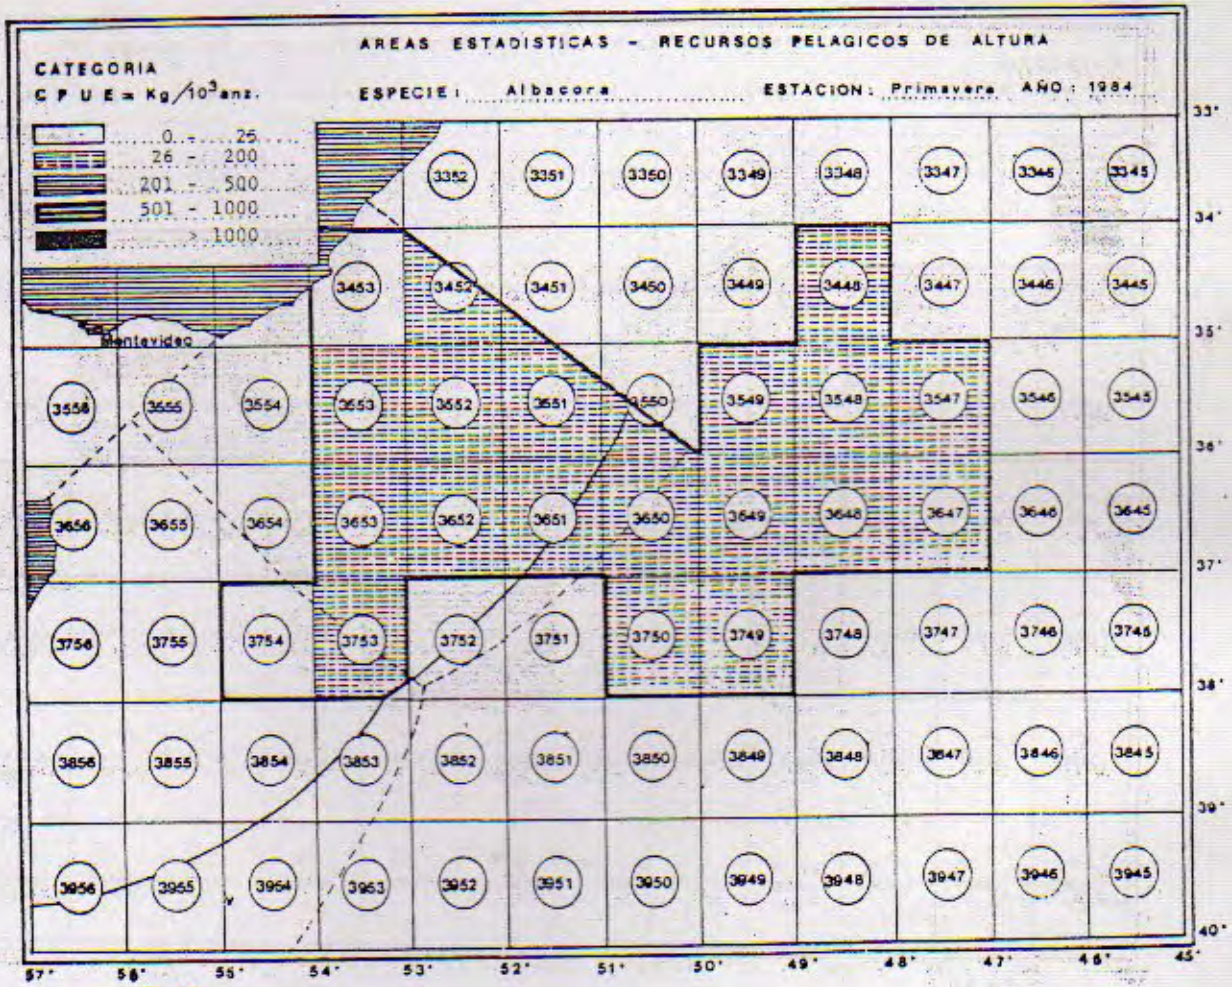 AREAS ESTADISTICAS - RECURSOS PELAGICOS DE ALTURA
CATEGORIA
CPUE= Kg/10³anz.
ESPECIE: Albacora ESTACION: Primavera AÑO: 1984
0 - 25
26 - 200
201 - 500
501 - 1000
> 1000
33°
3352 3351 3350 3349 3348 3347 3346 3345
34°
3453 3452 3451 3450 3449 3448 3447 3446 3445
35°
Montevideo
3556 3555 3554 3553 3552 3551 3550 3549 3548 3547 3546 3545
36°
3656 3655 3654 3653 3652 3651 3650 3649 3648 3647 3646 3645
37°
3756 3755 3754 3753 3752 3751 3750 3749 3748 3747 3746 3745
38°
3856 3855 3854 3853 3852 3851 3850 3849 3848 3847 3846 3845
39°
3956 3955 3954 3953 3952 3951 3950 3949 3948 3947 3946 3945
40°
57° 56° 55° 54° 53° 52° 51° 50° 49° 48° 47° 46° 45°